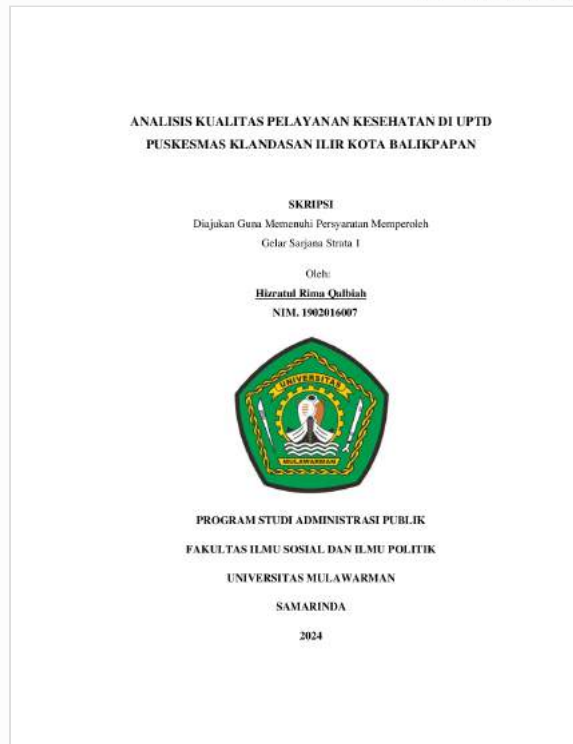 ANALISIS KUALITAS PELAYANAN KESEHATAN DI UPTD
PUSKESMAS KLANDASAN ILIR KOTA BALIKPAPAN
SKRIPSI
Diajukan Guna Memenuhi Persyaratan Memperoleh
Gelar Sarjana Strata 1
Oleh:
Hizratul Rima Qalbiah
NIM. 1902016007
UNIVERSITAS
MULAWARMAN
PROGRAM STUDI ADMINISTRASI PUBLIK
FAKULTAS ILMU SOSIAL DAN ILMU POLITIK
UNIVERSITAS MULAWARMAN
SAMARINDA
2024